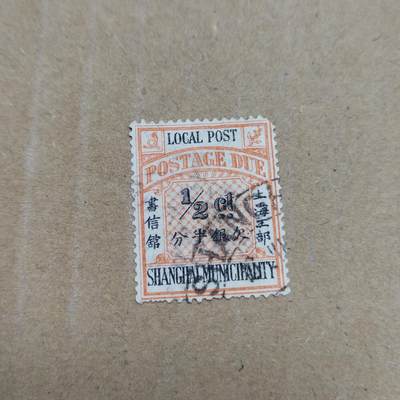 LOCAL POST
POSTAGE DUE
1/2 ct.
書信館
上海工部
欠銀半分
SHANGHAI MUNICIPALITY